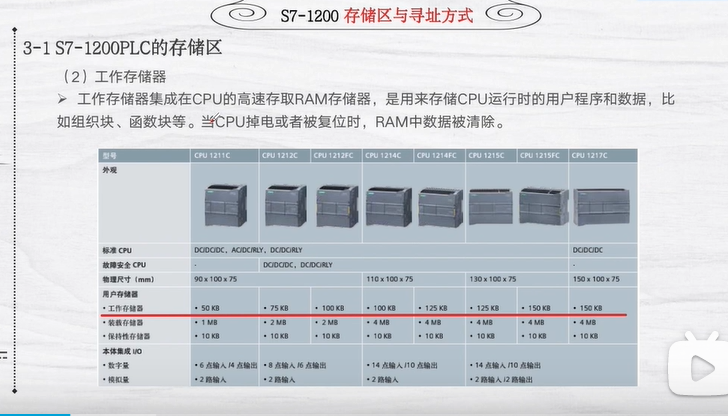 S7-1200 存储区与寻址方式
3-1 S7-1200PLC的存储区
（2）工作存储器
➢ 工作存储器集成在CPU的高速存取RAM存储器，是用来存储CPU运行时的用户程序和数据，比
如组织块、函数块等。当CPU掉电或者被复位时，RAM中数据被清除。
型号 CPU 1211C CPU 1212C CPU 1212FC CPU 1214C CPU 1214FC CPU 1215C CPU 1215FC CPU 1217C
外观
标准 CPU DC/DC/DC，AC/DC/RLY，DC/DC/RLY DC/DC/DC
故障安全 CPU - DC/DC/DC，DC/DC/RLY -
物理尺寸（mm） 90 x 100 x 75 110 x 100 x 75 130 x 100 x 75 150 x 100 x 75
用户存储器
• 工作存储器 • 50 KB • 75 KB • 100 KB • 100 KB • 125 KB • 125 KB • 150 KB • 150 KB
• 装载存储器 • 1 MB • 2 MB • 2 MB • 4 MB • 4 MB • 4 MB • 4 MB • 4 MB
• 保持性存储器 • 10 KB • 10 KB • 10 KB • 10 KB • 10 KB • 10 KB • 10 KB • 10 KB
本体集成 I/O
• 数字量 • 6 点输入 /4 点输出 • 8 点输入 /6 点输出 • 14 点输入 /10 点输出 • 14 点输入 /10 点输出
• 模拟量 • 2 路输入 • 2 路输入 • 2 路输入 • 2 路输入 /2 路输出